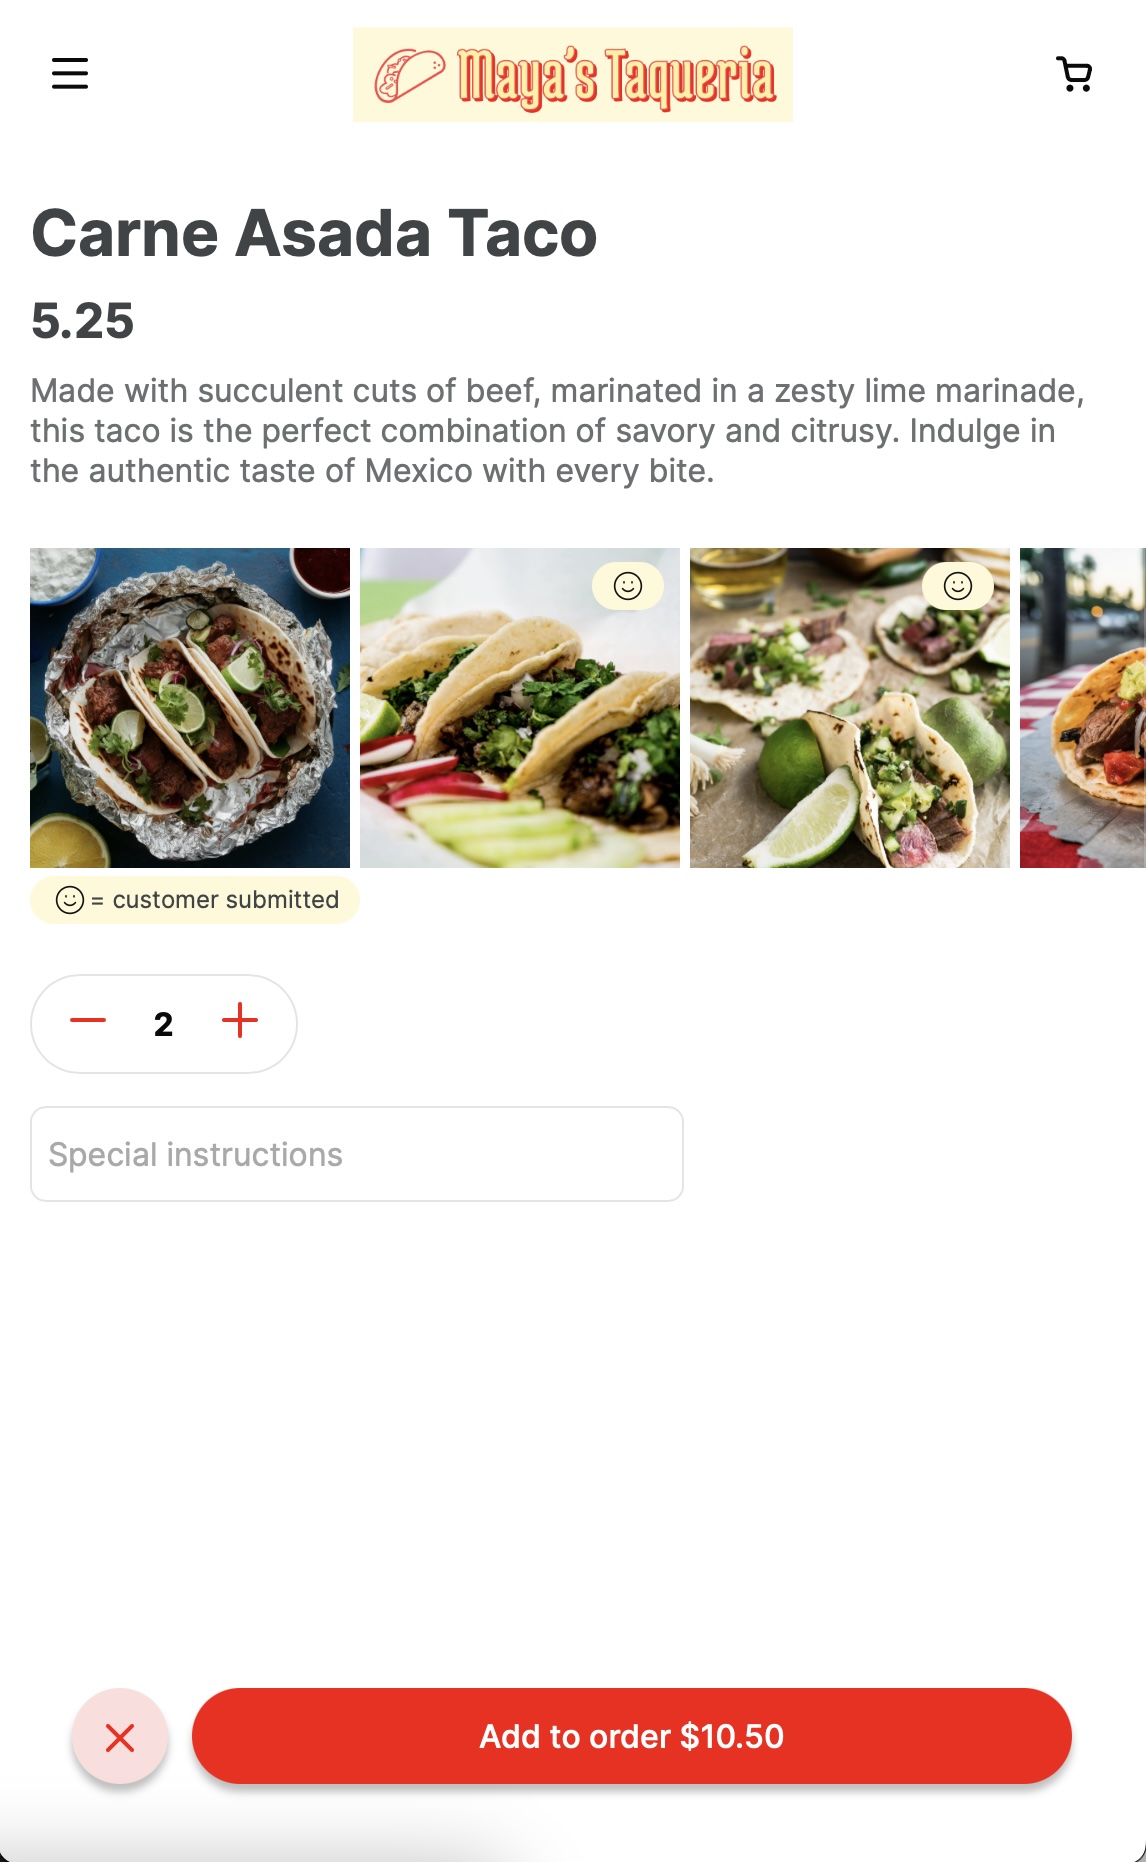 Maya's Taqueria
Carne Asada Taco
5.25
Made with succulent cuts of beef, marinated in a zesty lime marinade,
this taco is the perfect combination of savory and citrusy. Indulge in
the authentic taste of Mexico with every bite.
= customer submitted
2
Special instructions
Add to order $10.50